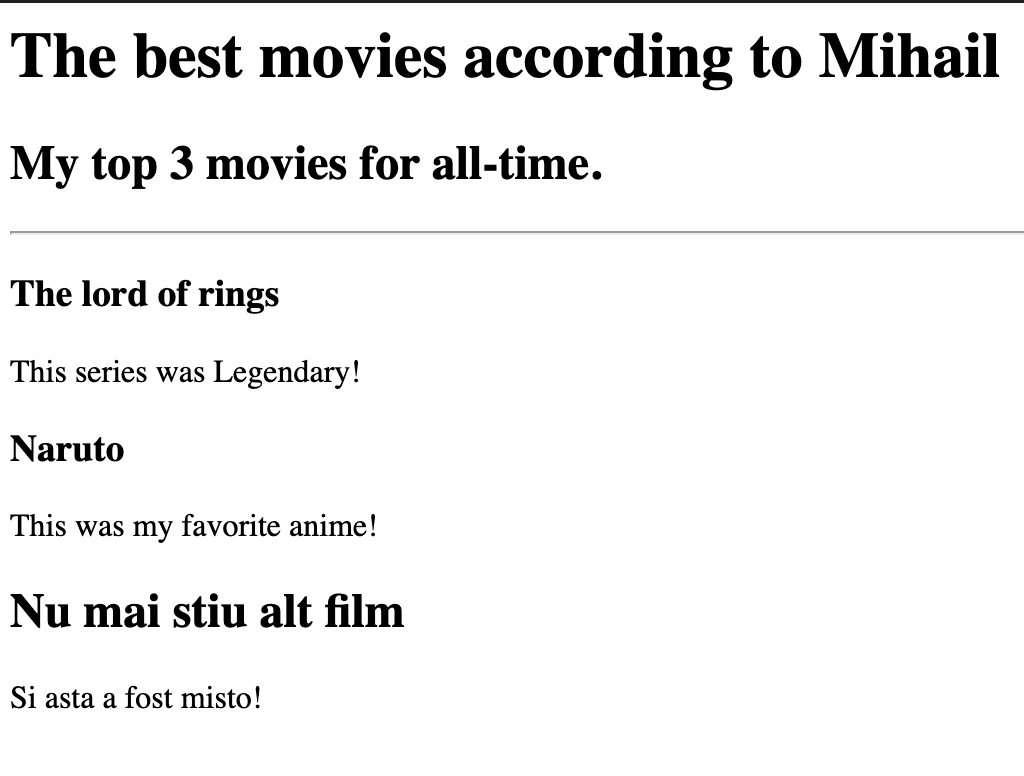 The best movies according to Mihail
My top 3 movies for all-time.
The lord of rings
This series was Legendary!
Naruto
This was my favorite anime!
Nu mai stiu alt film
Si asta a fost misto!